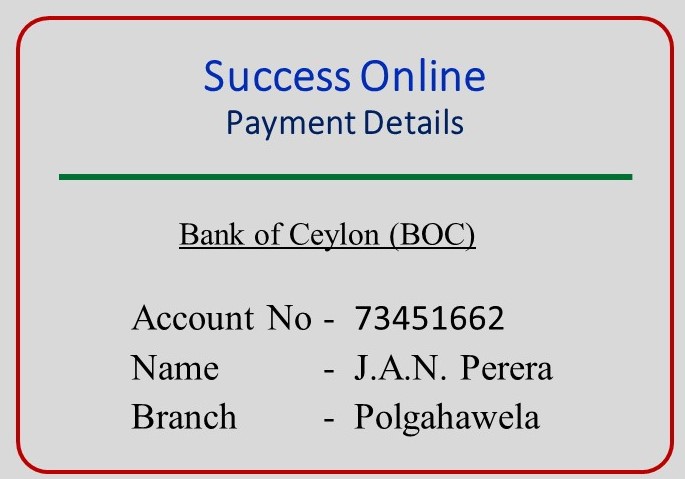 Success Online
Payment Details
Bank of Ceylon (BOC)
Account No - 73451662
Name - J.A.N. Perera
Branch - Polgahawela